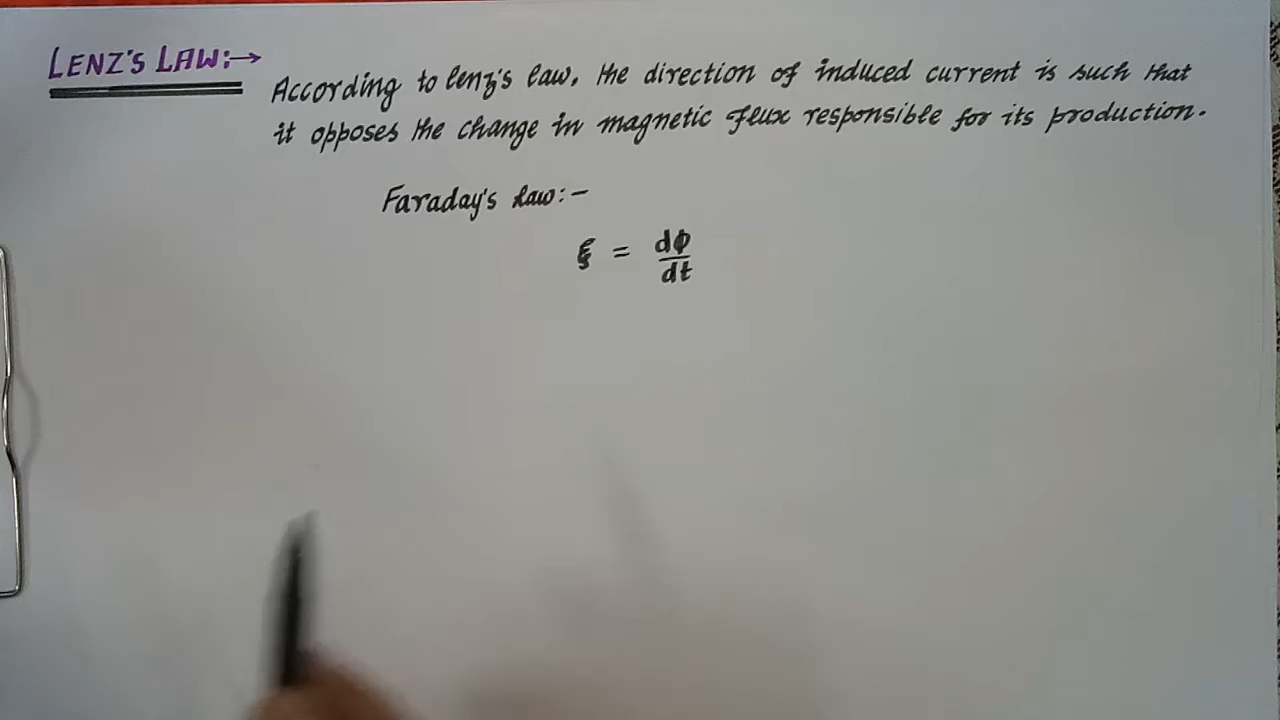 LENZ'S LAW:→
According to lenz's law, the direction of induced current is such that
it opposes the change in magnetic flux responsible for its production.
Faraday's law:-
ξ = dϕ/dt